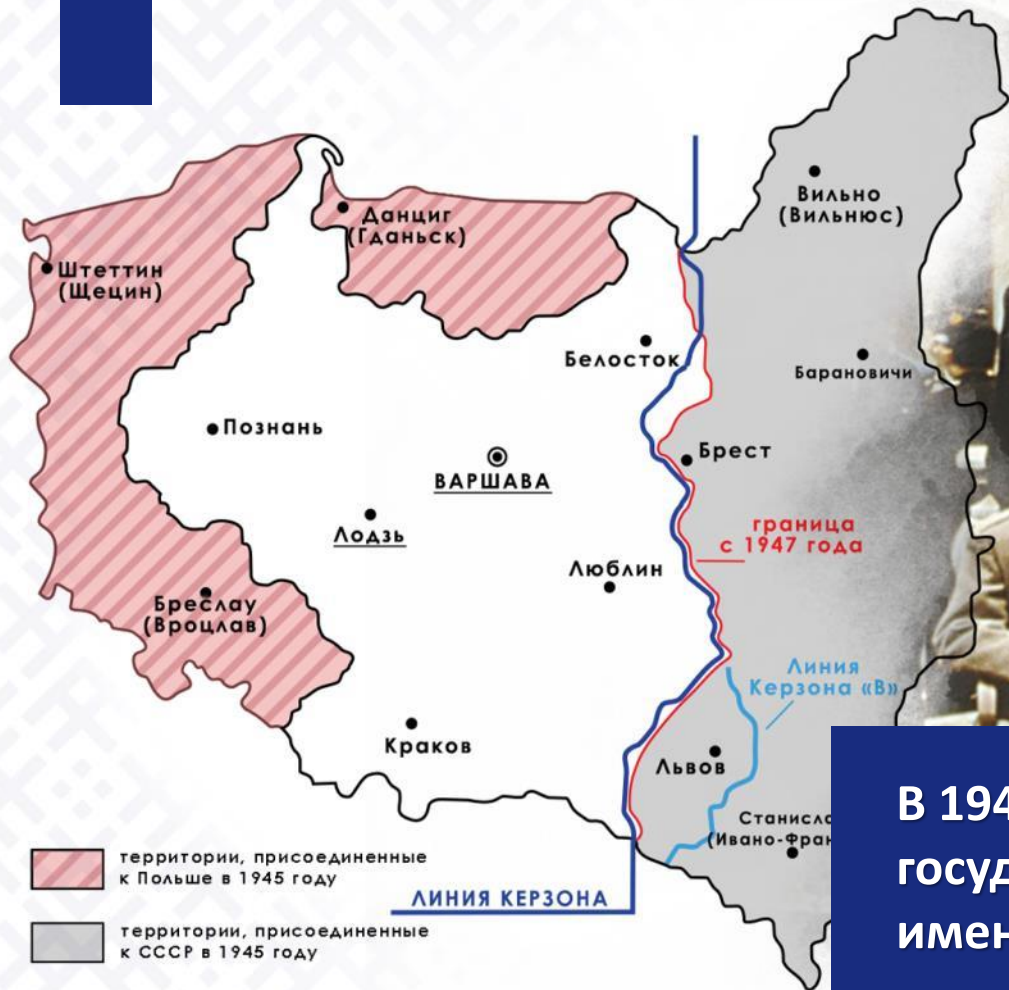 Вильно
(Вильнюс)
Данциг
(Гданьск)
Штеттин
(Щецин)
Белосток
Барановичи
Познань
Брест
ВАРШАВА
граница
с 1947 года
Лодзь
Люблин
Бреслау
(Вроцлав)
Линия
Керзона «В»
Краков
Львов
(Ивано-
территории, присоединенные
к Польше в 1945 году
ЛИНИЯ КЕРЗОНА
территории, присоединенные
к СССР в 1945 году
В